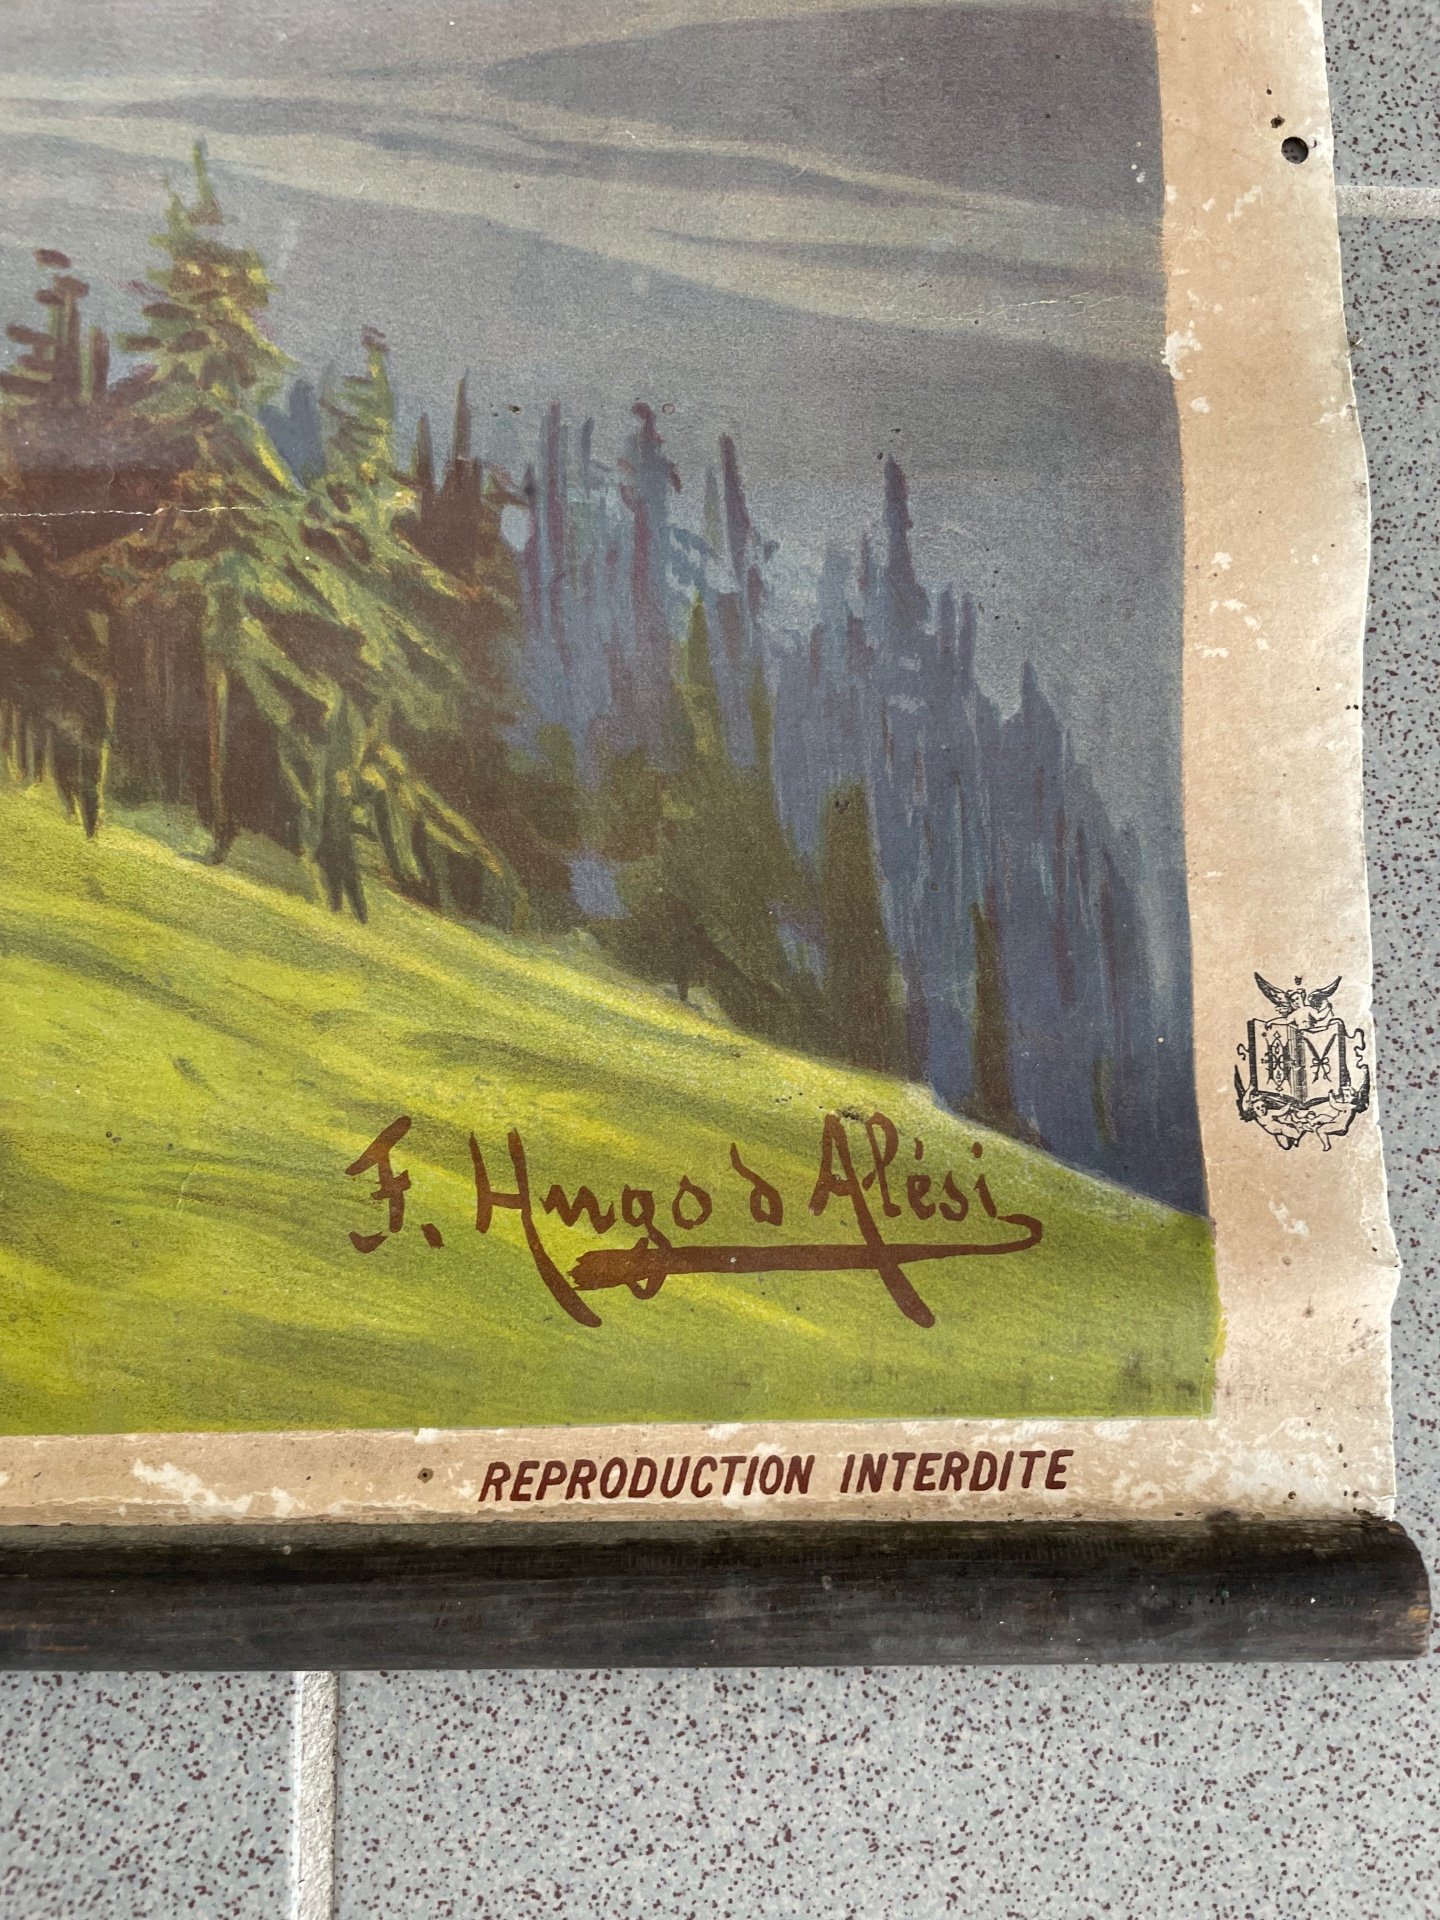 F. Hugo d'Alési
REPRODUCTION INTERDITE